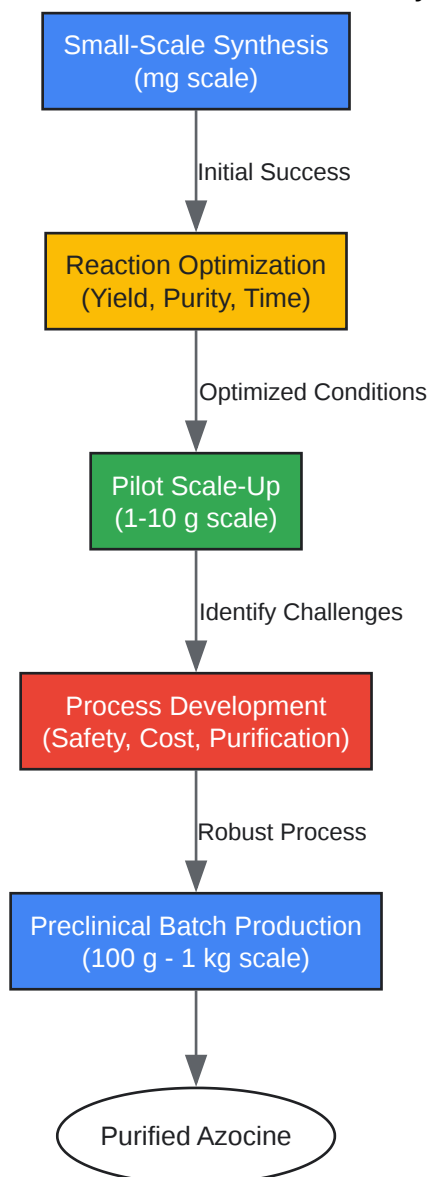 Small-Scale Synthesis
(mg scale)
Initial Success
Reaction Optimization
(Yield, Purity, Time)
Optimized Conditions
Pilot Scale-Up
(1-10 g scale)
Identify Challenges
Process Development
(Safety, Cost, Purification)
Robust Process
Preclinical Batch Production
(100 g - 1 kg scale)
Purified Azocine